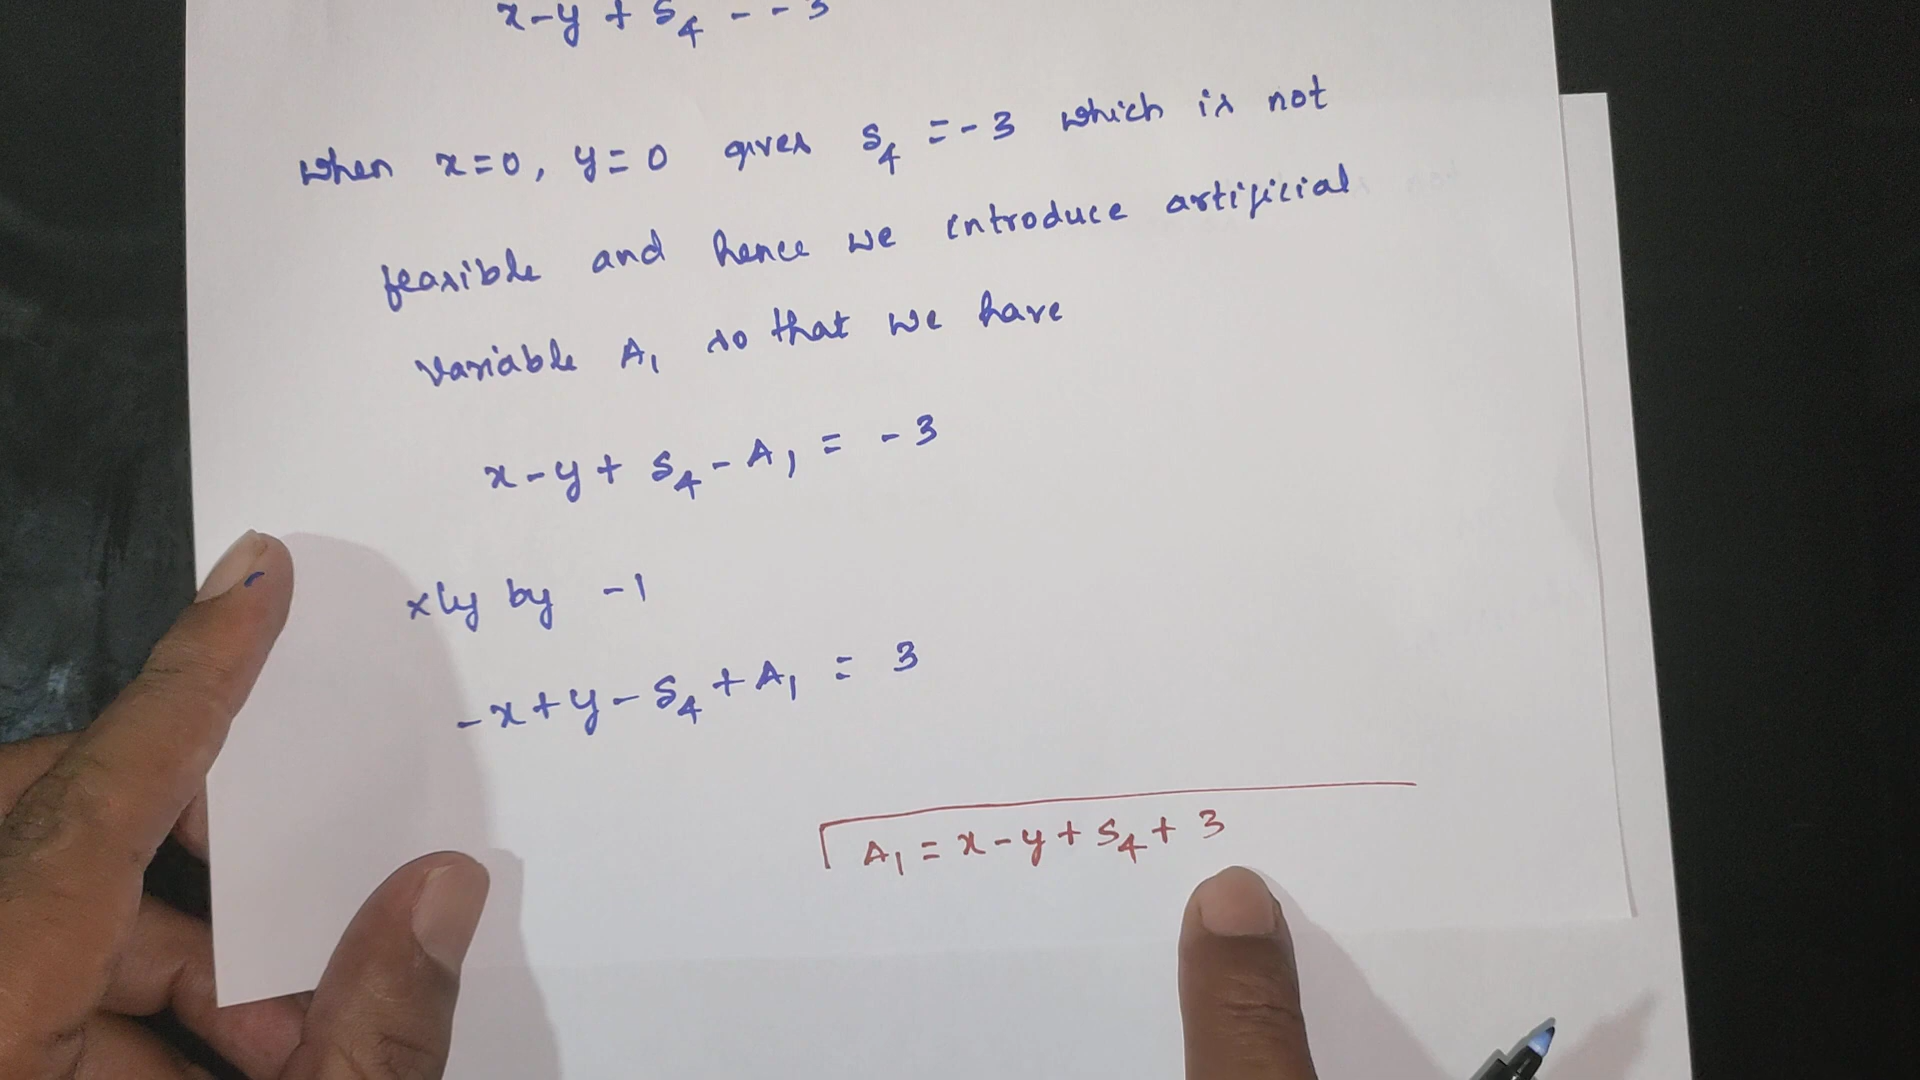 x-y + S₄ = -3
when x=0, y=0 gives S₄ = -3 which is not
feasible and hence we introduce artificial
variable A₁ so that we have
x-y+ S₄ - A₁ = -3
xly by -1
-x+y-S₄+A₁ = 3
A₁ = x-y+S₄+3